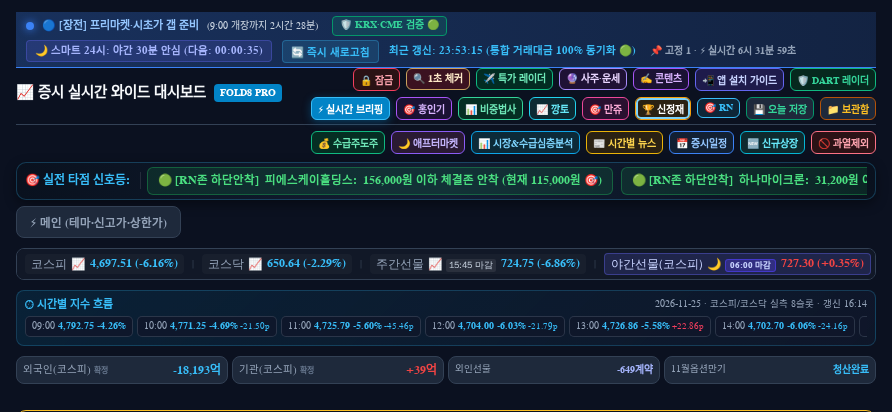 🔵 [장전] 프리마켓·시초가 갭 준비 (9:00 개장까지 2시간 28분) 🛡️ KRX·CME 검증 🟢
🌙 스마트 24시: 야간 30분 안심 (다음: 00:00:35) 🔄 즉시 새로고침 최근 갱신: 23:53:15 (통합 거래대금 100% 동기화 🟢) 📌 고정 1 · ⚡ 실시간 6시 31분 59초
📈 증시 실시간 와이드 대시보드 FOLD8 PRO
🔒 잠금 🔍 1초 체커 ✈️ 특가 레이더 🔮 사주·운세 ✍️ 콘텐츠 📲 앱 설치 가이드 🛡️ DART 레이더
⚡ 실시간 브리핑 🎯 홍인기 📊 비중법사 📈 깡토 🎯 만쥬 🏆 신정재 🎯 RN 💾 오늘 저장 📁 보관함
💰 수급주도주 🌙 애프터마켓 📊 시장&수급심층분석 📰 시간별 뉴스 📅 증시일정 🆕 신규상장 🚫 과열제외
🎯 실전 타점 신호등: 🟢 [RN존 하단안착] 피에스케이홀딩스: 156,000원 이하 체결존 안착 (현재 115,000원 🎯) 🟢 [RN존 하단안착] 하나마이크론: 31,200원
⚡ 메인 (테마·신고가·상한가)
코스피 📈 4,697.51 (-6.16%) | 코스닥 📈 650.64 (-2.29%) | 주간선물 📈 15:45 마감 724.75 (-6.86%) | 야간선물(코스피) 🌙 06:00 마감 727.30 (+0.35%)
⏱ 시간별 지수 흐름 2026-11-25 · 코스피/코스닥 실측 8슬롯 · 갱신 16:14
09:00 4,792.75 -4.26% 10:00 4,771.25 -4.69% -21.50p 11:00 4,725.79 -5.60% -45.46p 12:00 4,704.00 -6.03% -21.79p 13:00 4,726.86 -5.58% +22.86p 14:00 4,702.70 -6.06% -24.16p
외국인(코스피) 확정 -18,193억 기관(코스피) 확정 +39억 외인선물 -649계약 11월옵션만기 청산완료